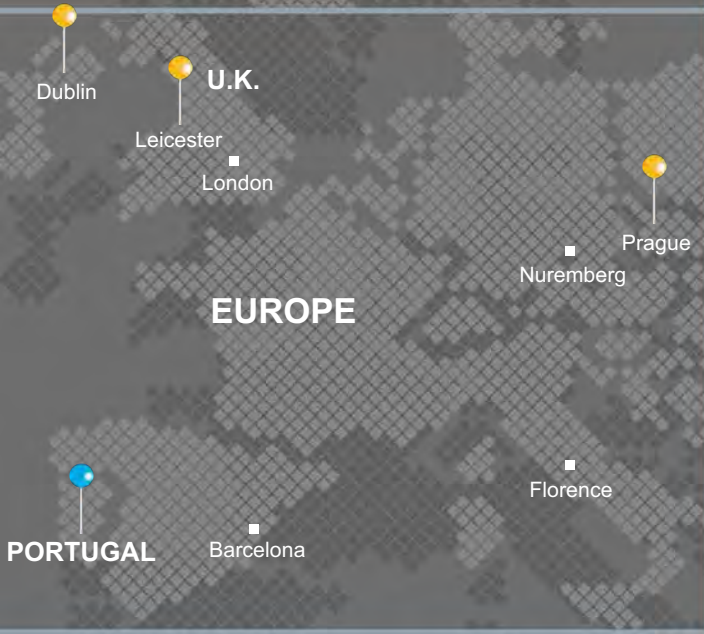 Dublin
U.K.
Leicester
London
Prague
Nuremberg
EUROPE
Florence
PORTUGAL
Barcelona